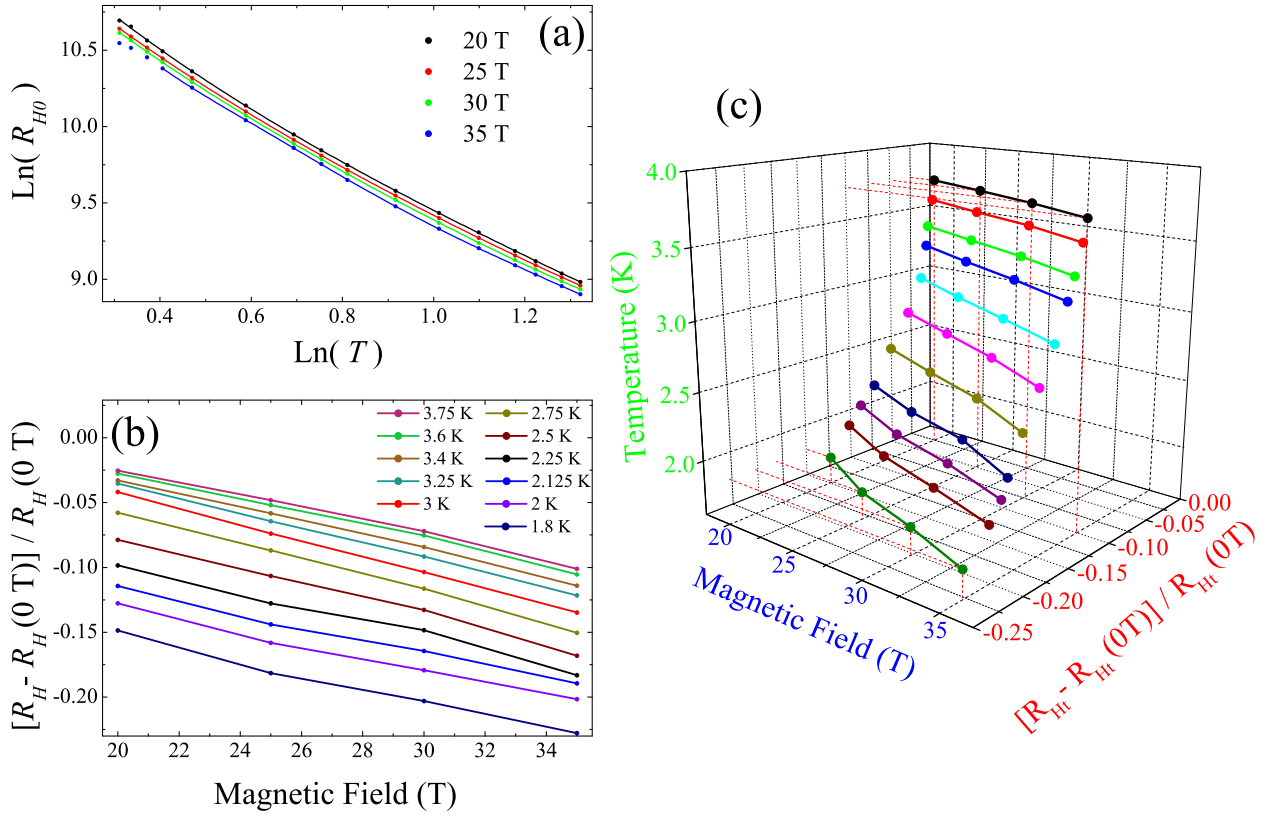 (a)
20 T
25 T
30 T
35 T
10.5
10.0
9.5
9.0
Ln( R_H0 )
0.4 0.6 0.8 1.0 1.2
Ln( T )
(b)
3.75 K 2.75 K
3.6 K 2.5 K
3.4 K 2.25 K
3.25 K 2.125 K
3 K 2 K
1.8 K
0.00
-0.05
-0.10
-0.15
-0.20
[R_H- R_H (0 T)] / R_H (0 T)
20 22 24 26 28 30 32 34
Magnetic Field (T)
(c)
4.0
3.5
3.0
2.5
2.0
Temperature (K)
20
25
30
35
Magnetic Field (T)
0.00
-0.05
-0.10
-0.15
-0.20
-0.25
[R_Ht- R_Ht (0T)] / R_Ht (0T)